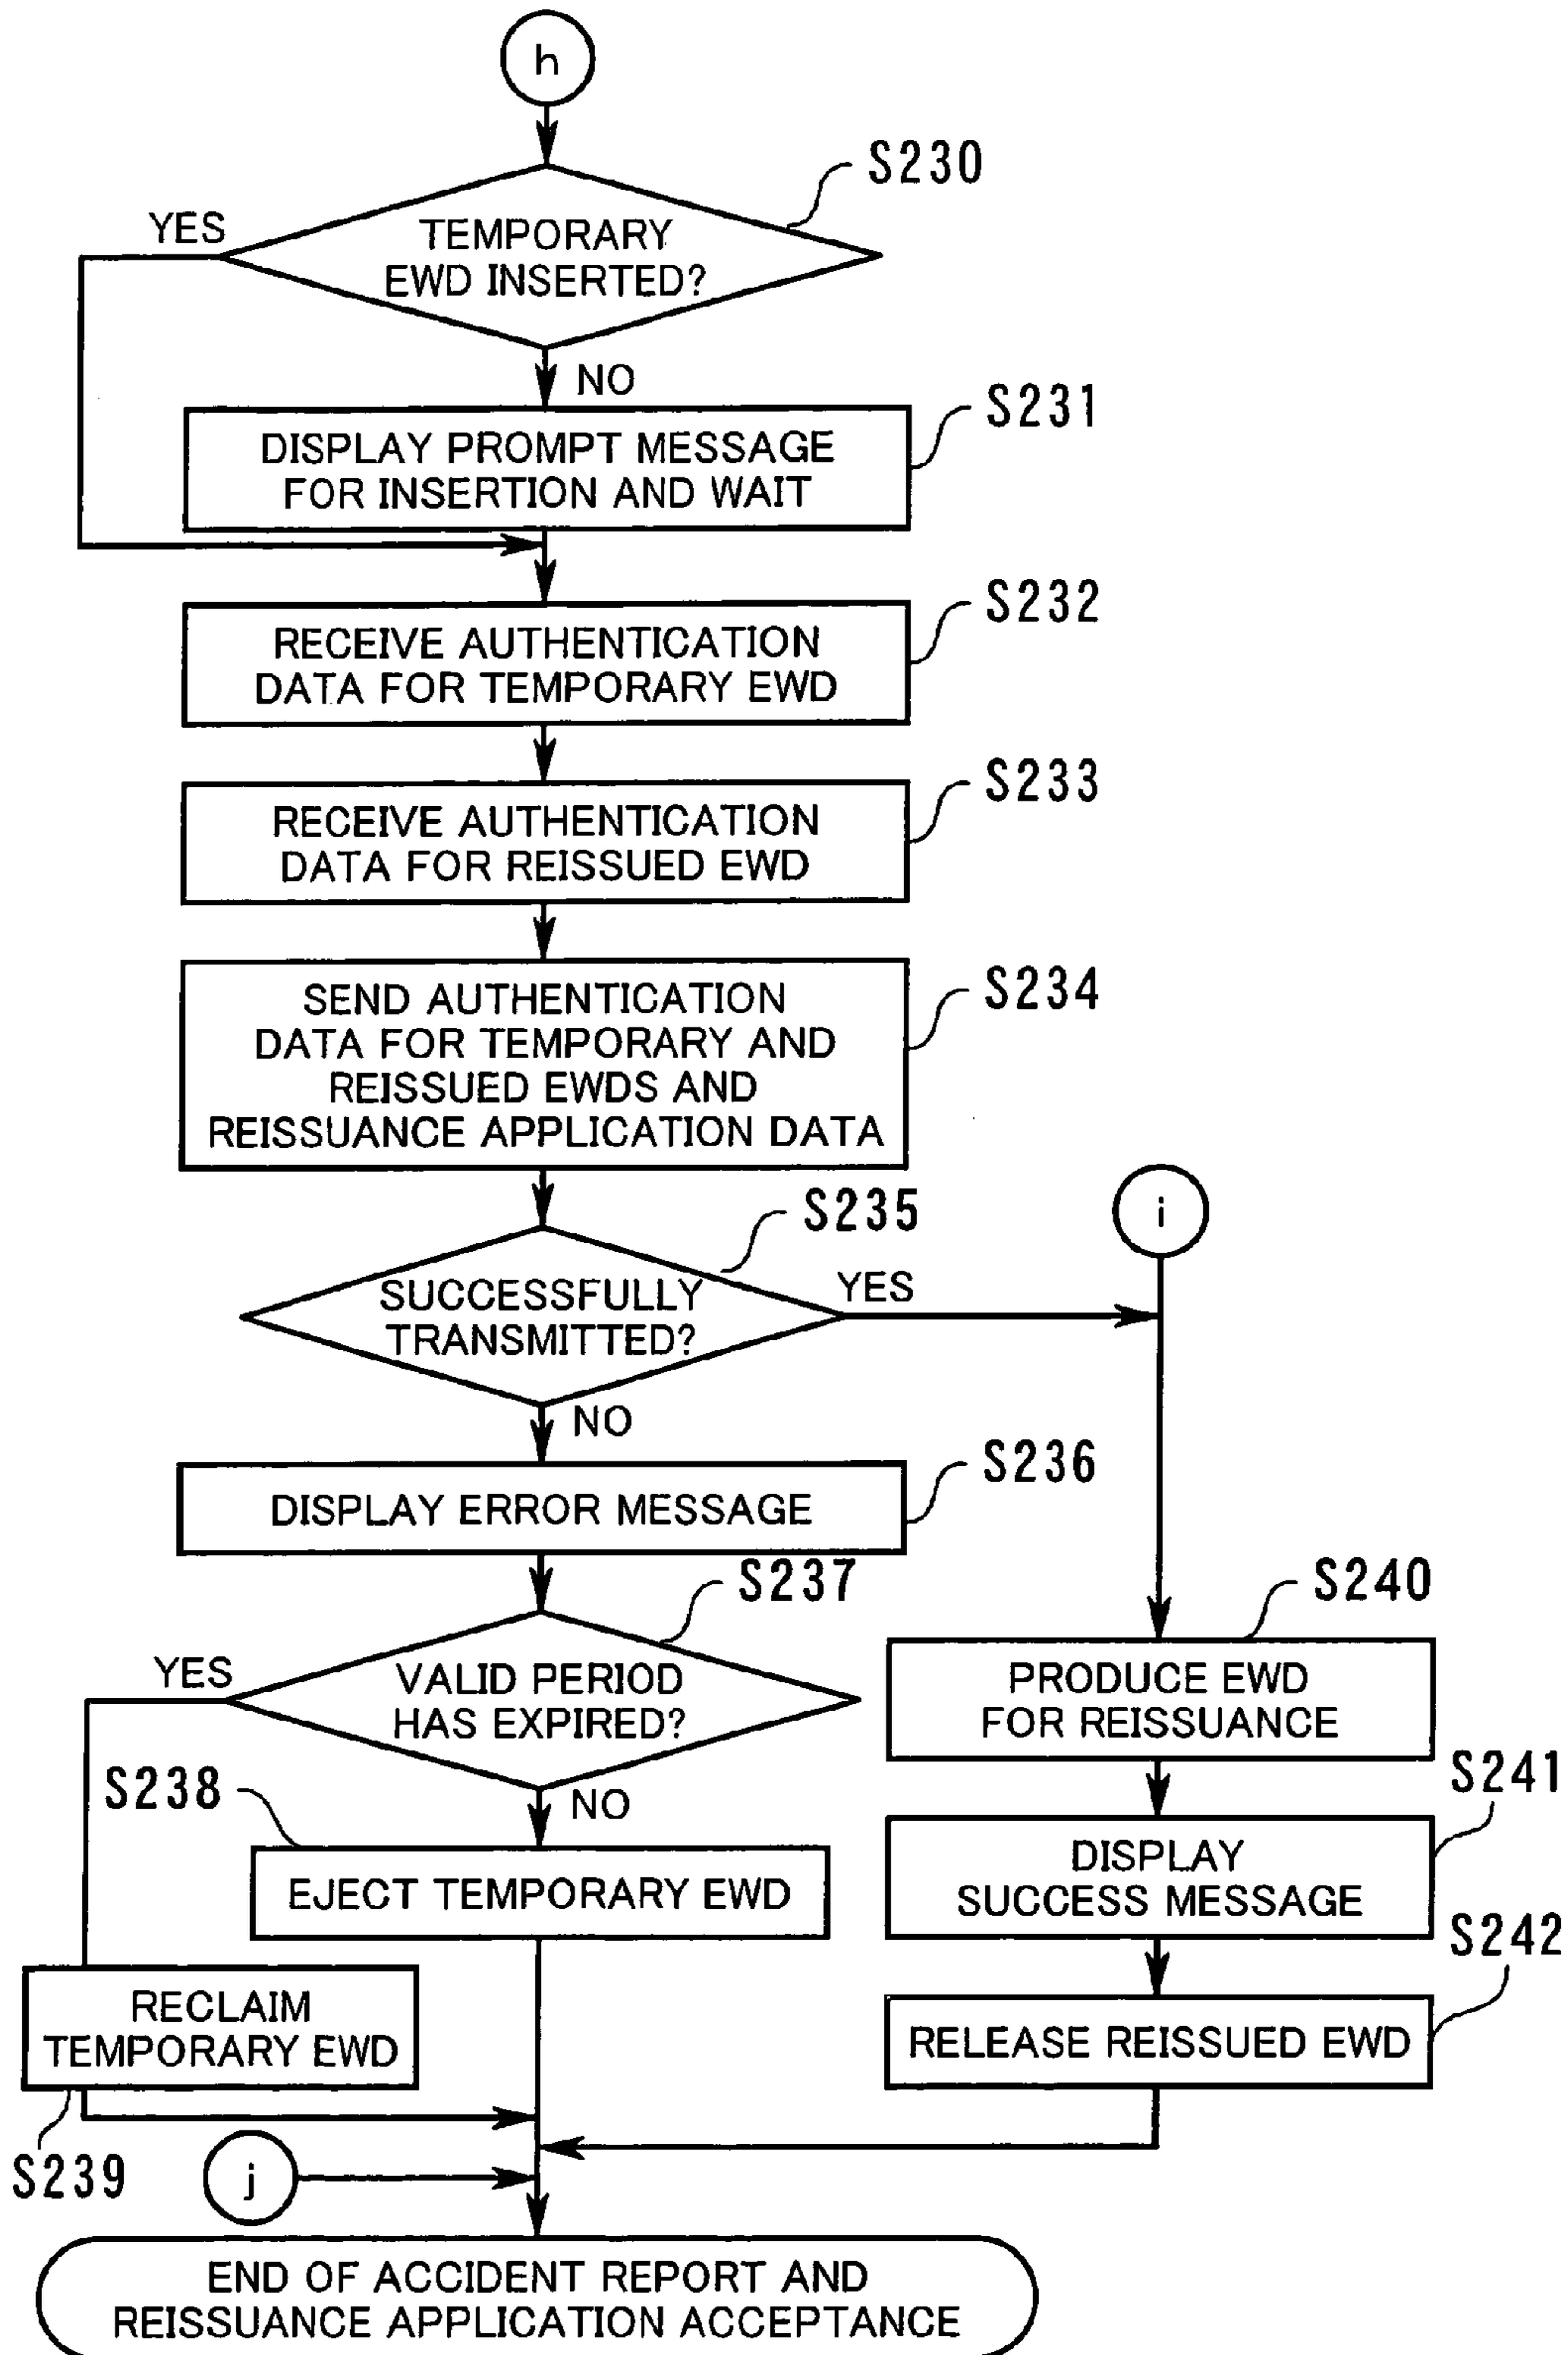 h
S230
YES
TEMPORARY
EWD INSERTED?
NO
S231
DISPLAY PROMPT MESSAGE
FOR INSERTION AND WAIT
S232
RECEIVE AUTHENTICATION
DATA FOR TEMPORARY EWD
S233
RECEIVE AUTHENTICATION
DATA FOR REISSUED EWD
S234
SEND AUTHENTICATION
DATA FOR TEMPORARY AND
REISSUED EWDS AND
REISSUANCE APPLICATION DATA
S235
i
SUCCESSFULLY
TRANSMITTED?
YES
NO
S236
DISPLAY ERROR MESSAGE
S237
YES
VALID PERIOD
HAS EXPIRED?
NO
S238
EJECT TEMPORARY EWD
RECLAIM
TEMPORARY EWD
S239
S240
PRODUCE EWD
FOR REISSUANCE
S241
DISPLAY
SUCCESS MESSAGE
S242
RELEASE REISSUED EWD
j
END OF ACCIDENT REPORT AND
REISSUANCE APPLICATION ACCEPTANCE